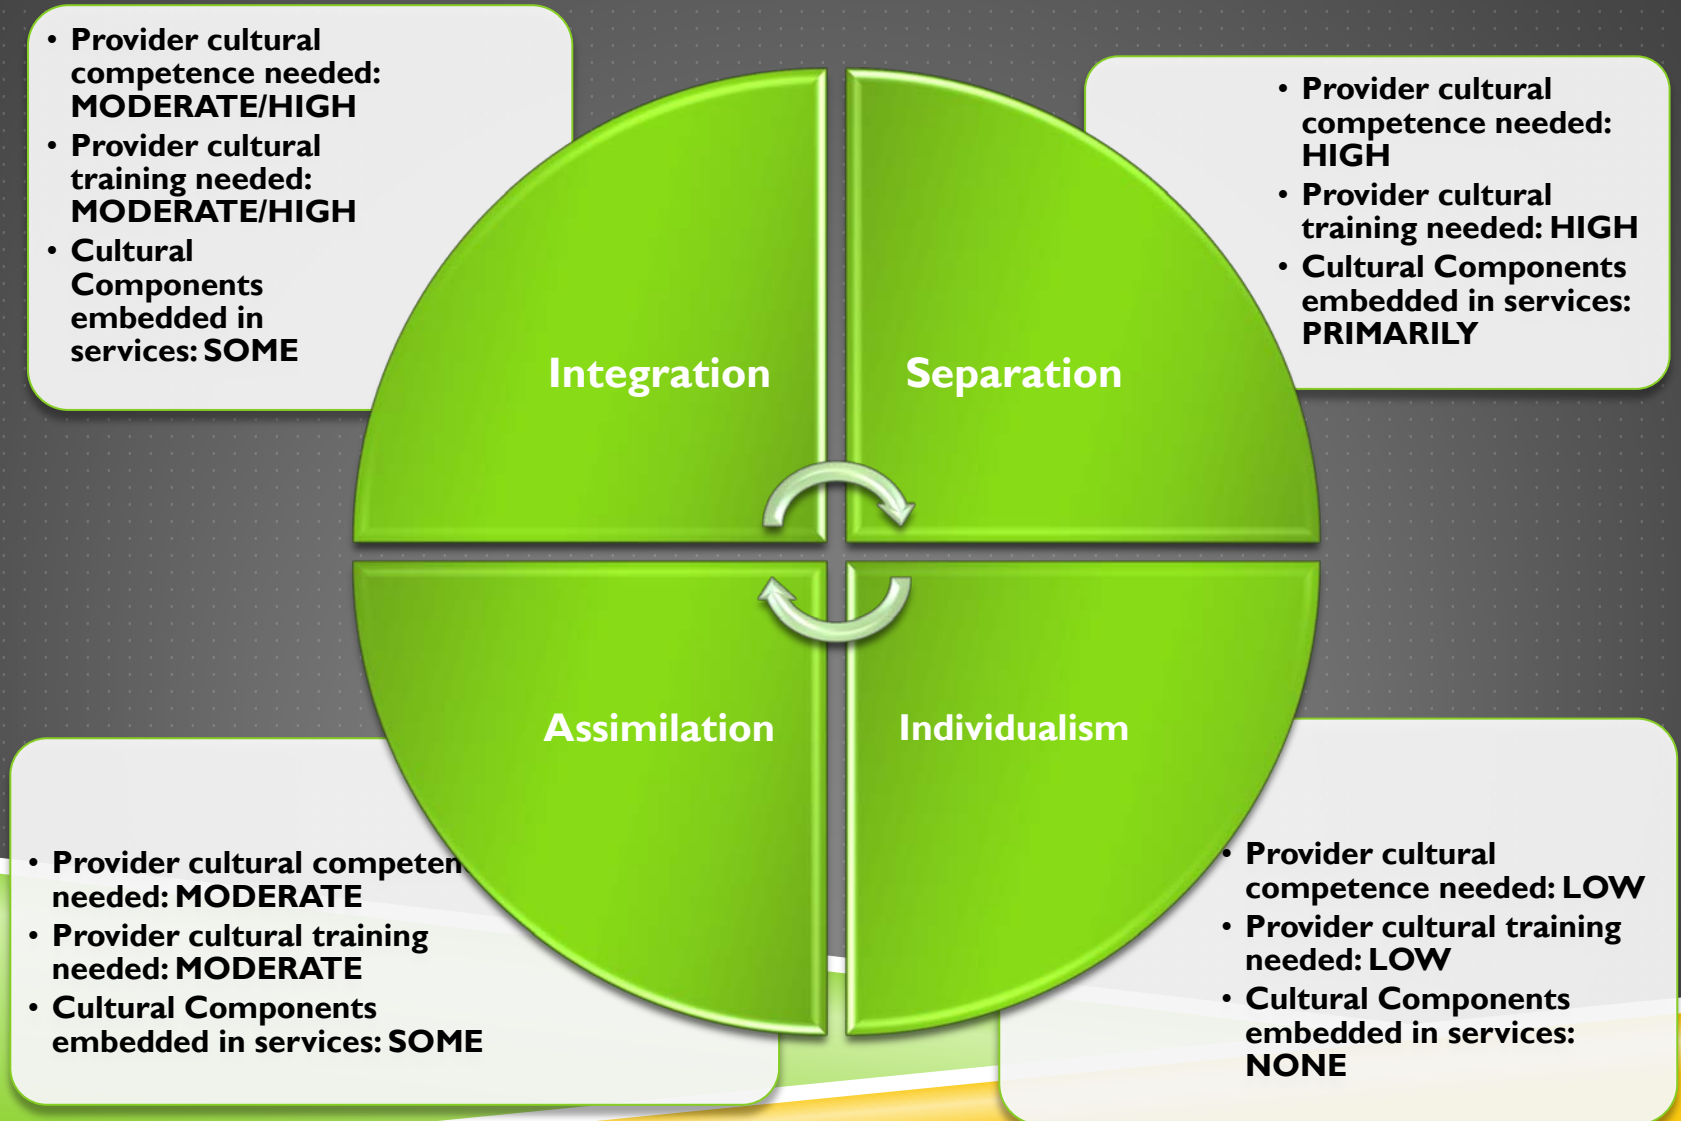 • Provider cultural
competence needed:
MODERATE/HIGH
• Provider cultural
training needed:
MODERATE/HIGH
• Cultural
Components
embedded in
services: SOME
• Provider cultural
competence needed:
HIGH
• Provider cultural
training needed: HIGH
• Cultural Components
embedded in services:
PRIMARILY
Integration
Separation
Assimilation
Individualism
• Provider cultural competen
needed: MODERATE
• Provider cultural training
needed: MODERATE
• Cultural Components
embedded in services: SOME
• Provider cultural
competence needed: LOW
• Provider cultural training
needed: LOW
• Cultural Components
embedded in services:
NONE